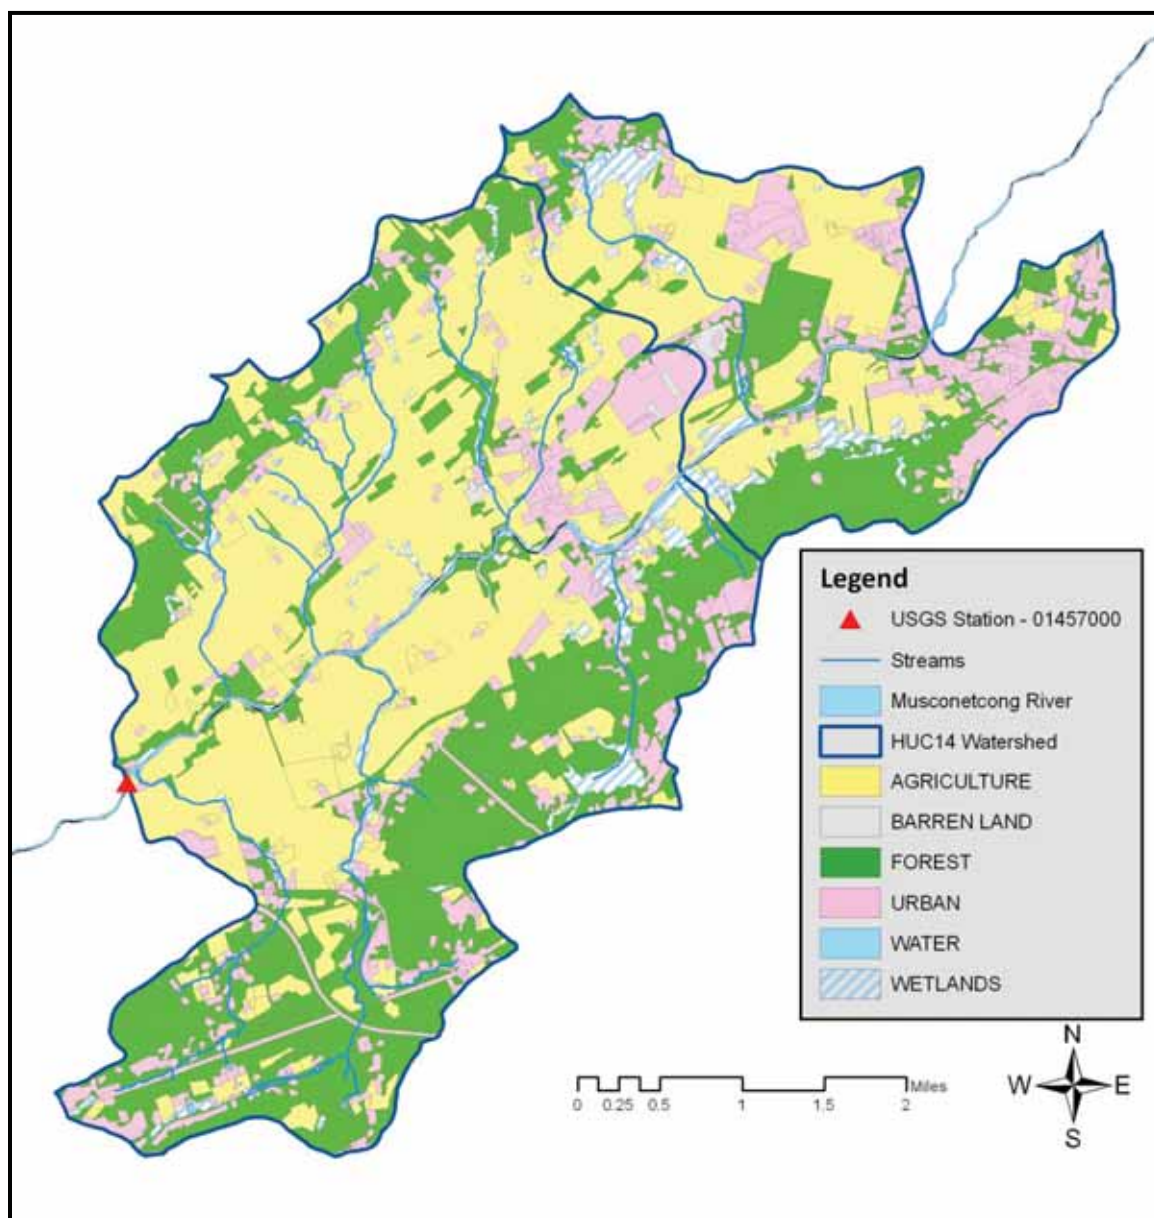 Legend
USGS Station - 01457000
Streams
Musconetcong River
HUC14 Watershed
AGRICULTURE
BARREN LAND
FOREST
URBAN
WATER
WETLANDS
N
W E
S
Miles
0 0.25 0.5 1 1.5 2